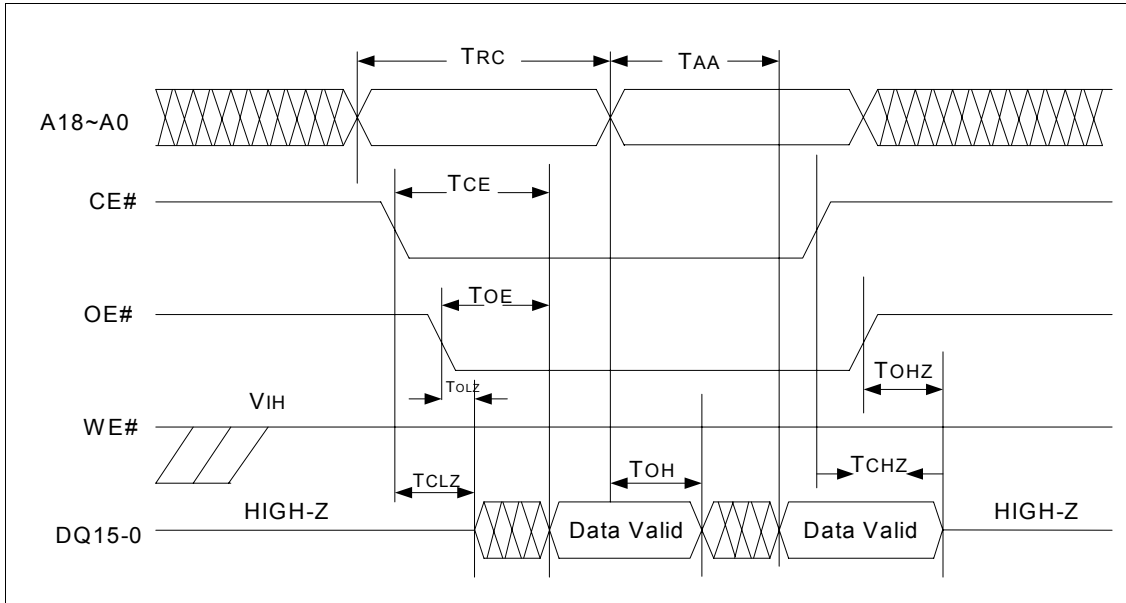 TRC
TAA
A18~A0
TCE
CE#
TOE
OE#
TOHZ
TOLZ
VIH
WE#
TOH
TCHZ
TCLZ
HIGH-Z
Data Valid
Data Valid
HIGH-Z
DQ15-0